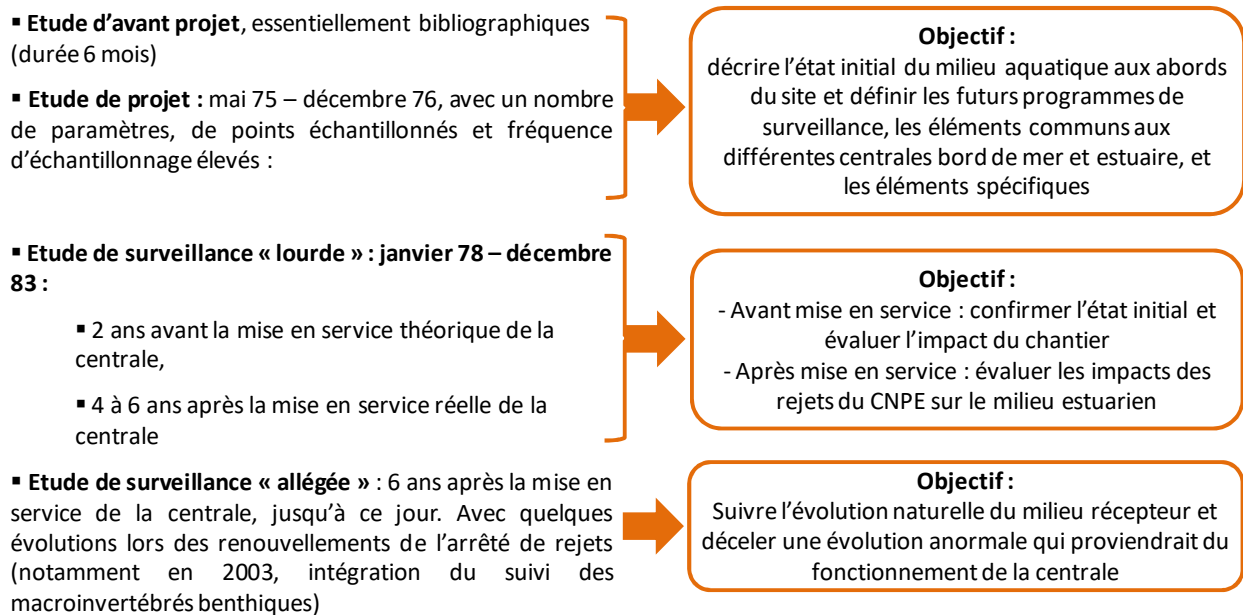 ▪ Etude d'avant projet, essentiellement bibliographiques
(durée 6 mois)
▪ Etude de projet : mai 75 – décembre 76, avec un nombre
de paramètres, de points échantillonnés et fréquence
d'échantillonnage élevés :
Objectif :
décrire l'état initial du milieu aquatique aux abords
du site et définir les futurs programmes de
surveillance, les éléments communs aux
différentes centrales bord de mer et estuaire, et
les éléments spécifiques
▪ Etude de surveillance « lourde » : janvier 78 – décembre
83 :
▪ 2 ans avant la mise en service théorique de la
centrale,
▪ 4 à 6 ans après la mise en service réelle de la
centrale
Objectif :
- Avant mise en service : confirmer l'état initial et
évaluer l'impact du chantier
- Après mise en service : évaluer les impacts des
rejets du CNPE sur le milieu estuarien
▪ Etude de surveillance « allégée » : 6 ans après la mise en
service de la centrale, jusqu'à ce jour. Avec quelques
évolutions lors des renouvellements de l'arrêté de rejets
(notamment en 2003, intégration du suivi des
macroinvertébrés benthiques)
Objectif :
Suivre l'évolution naturelle du milieu récepteur et
déceler une évolution anormale qui proviendrait du
fonctionnement de la centrale